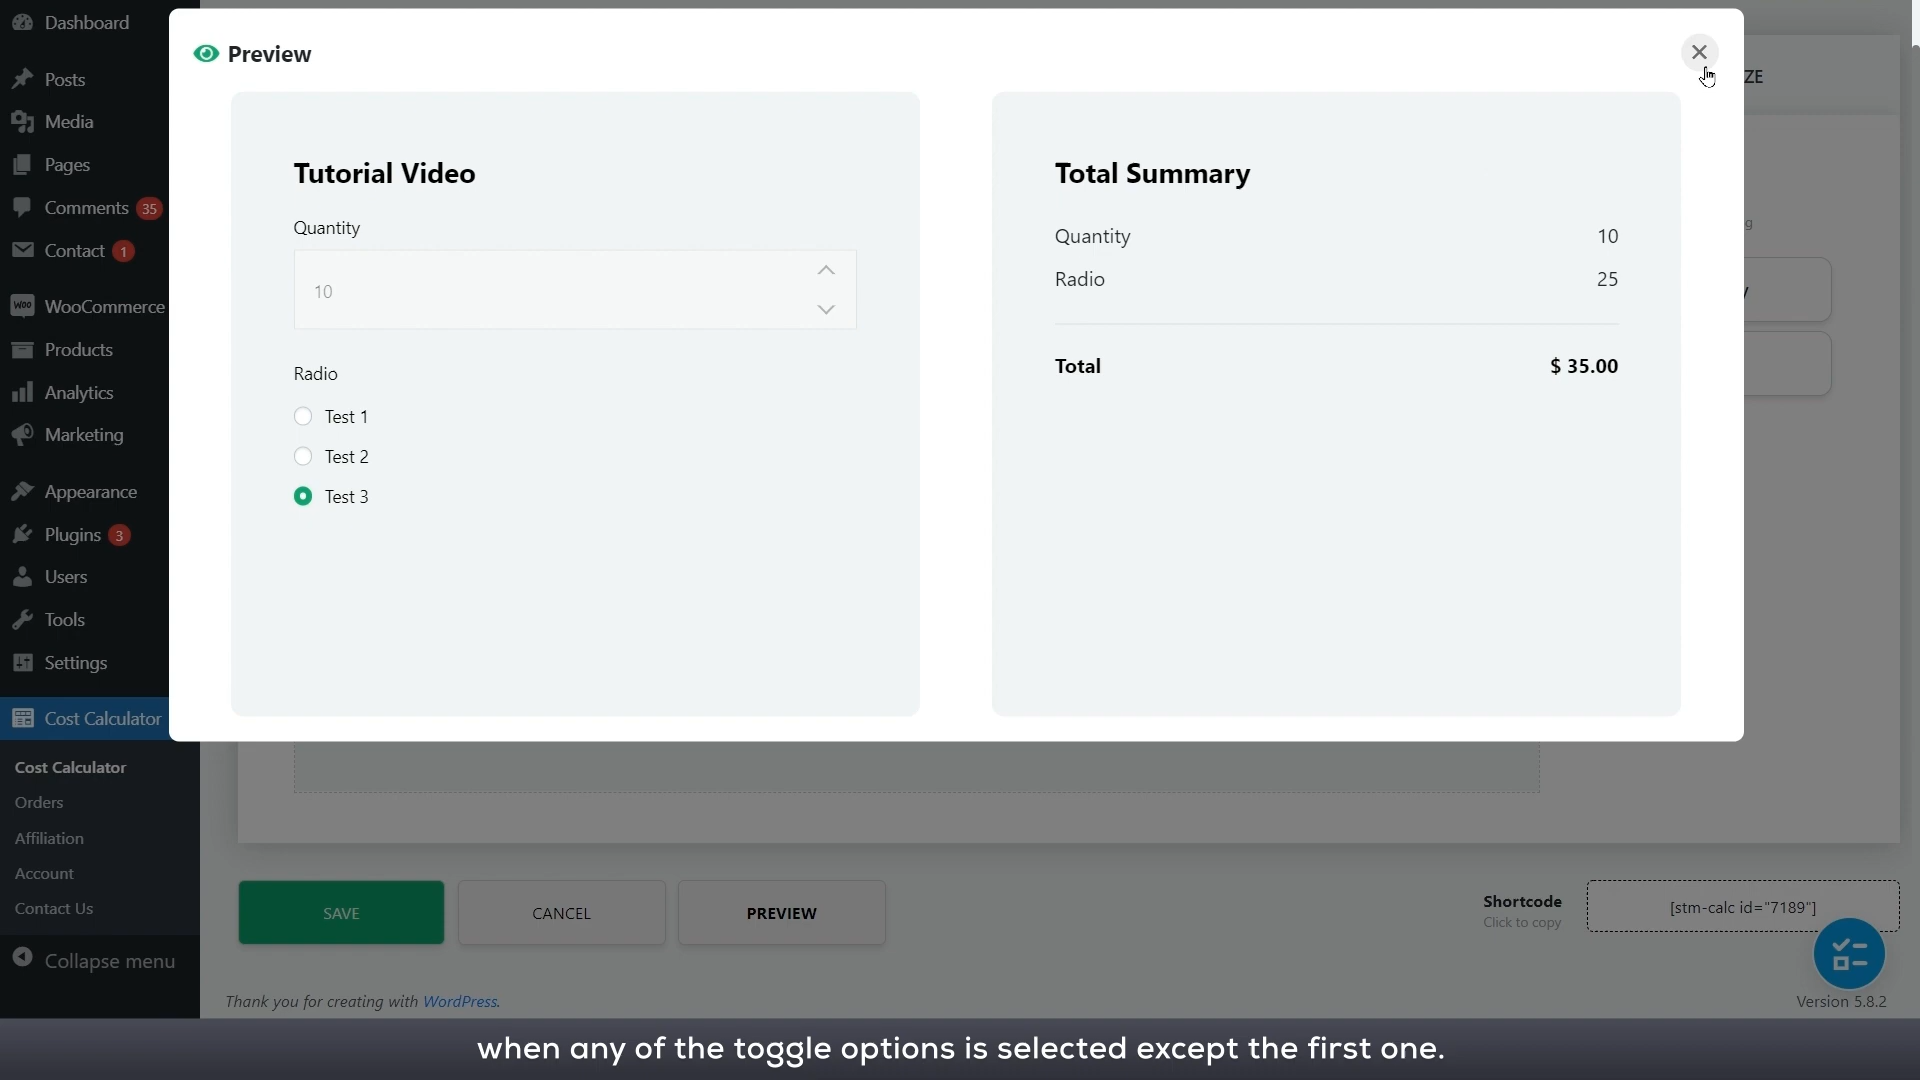 Dashboard
Posts
Media
Pages
Comments 35
Contact 1
WooCommerce
Products
Analytics
Marketing
Appearance
Plugins 3
Users
Tools
Settings
Cost Calculator
Cost Calculator
Orders
Affiliation
Account
Contact Us
Collapse menu
Preview
ZE
g
y
Tutorial Video
Quantity
10
Radio
Test 1
Test 2
Test 3
Total Summary
Quantity 10
Radio 25
Total $ 35.00
SAVE
CANCEL
PREVIEW
Shortcode
Click to copy
[stm-calc id="7189"]
Thank you for creating with WordPress.
Version 5.8.2
when any of the toggle options is selected except the first one.